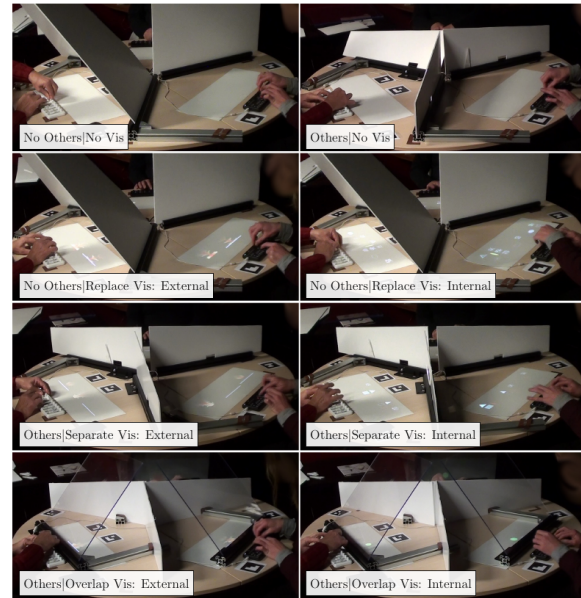 No Others|No Vis
Others|No Vis
No Others|Replace Vis: External
No Others|Replace Vis: Internal
Others|Separate Vis: External
Others|Separate Vis: Internal
Others|Overlap Vis: External
Others|Overlap Vis: Internal